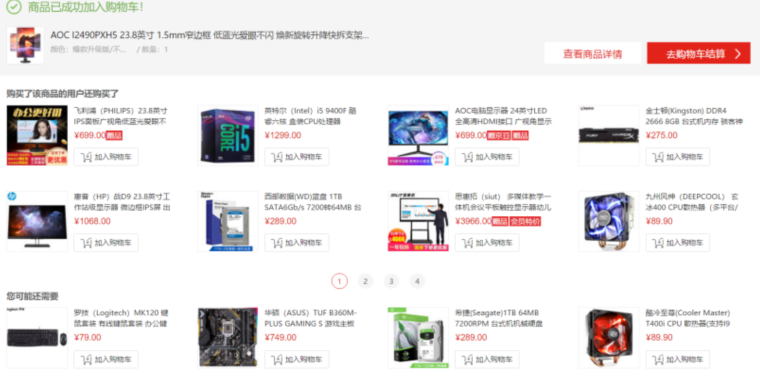 商品已成功加入购物车！
AOC I2490PXH5 23.8英寸 1.5mm窄边框 低蓝光爱眼不闪 焕新旋转升降快拆支架...
颜色：爆款升级版/不... / 数量：1
查看商品详情
去购物车结算
购买了该商品的用户还购买了
飞利浦（PHILIPS）23.8英寸
IPS面板广视角低蓝光爱眼不
¥699.00赠品
加入购物车
英特尔（Intel）i5 9400F 酷
睿六核 盒装CPU处理器
¥1299.00
加入购物车
AOC电脑显示器 24英寸LED
全高清HDMI接口 广视角显示
¥699.00
赠品
加入购物车
金士顿(Kingston) DDR4
2666 8GB 台式机内存 骇客神
¥275.00
加入购物车
惠普（HP）战D9 23.8英寸工
作站级显示器 微边框IPS屏 出
¥1068.00
加入购物车
西部数据(WD)蓝盘 1TB
SATA6Gb/s 7200转64MB 台
¥289.00
加入购物车
思惠拓（siut） 多媒体教学一
体机会议平板触控显示器幼儿
¥3966.00赠品 会员特价
加入购物车
九州风神（DEEPCOOL） 玄
冰400 CPU散热器（多平台/
¥89.90
加入购物车
1 2 3 4
您可能还需要
罗技（Logitech）MK120 键
鼠套装 有线键鼠套装 办公键
¥79.00
加入购物车
华硕（ASUS）TUF B360M-
PLUS GAMING S 游戏主板
¥749.00
加入购物车
希捷(Seagate)1TB 64MB
7200RPM 台式机机械硬盘
¥289.00
加入购物车
酷冷至尊(Cooler Master)
T400i CPU 散热器(支持I9
¥89.90
加入购物车